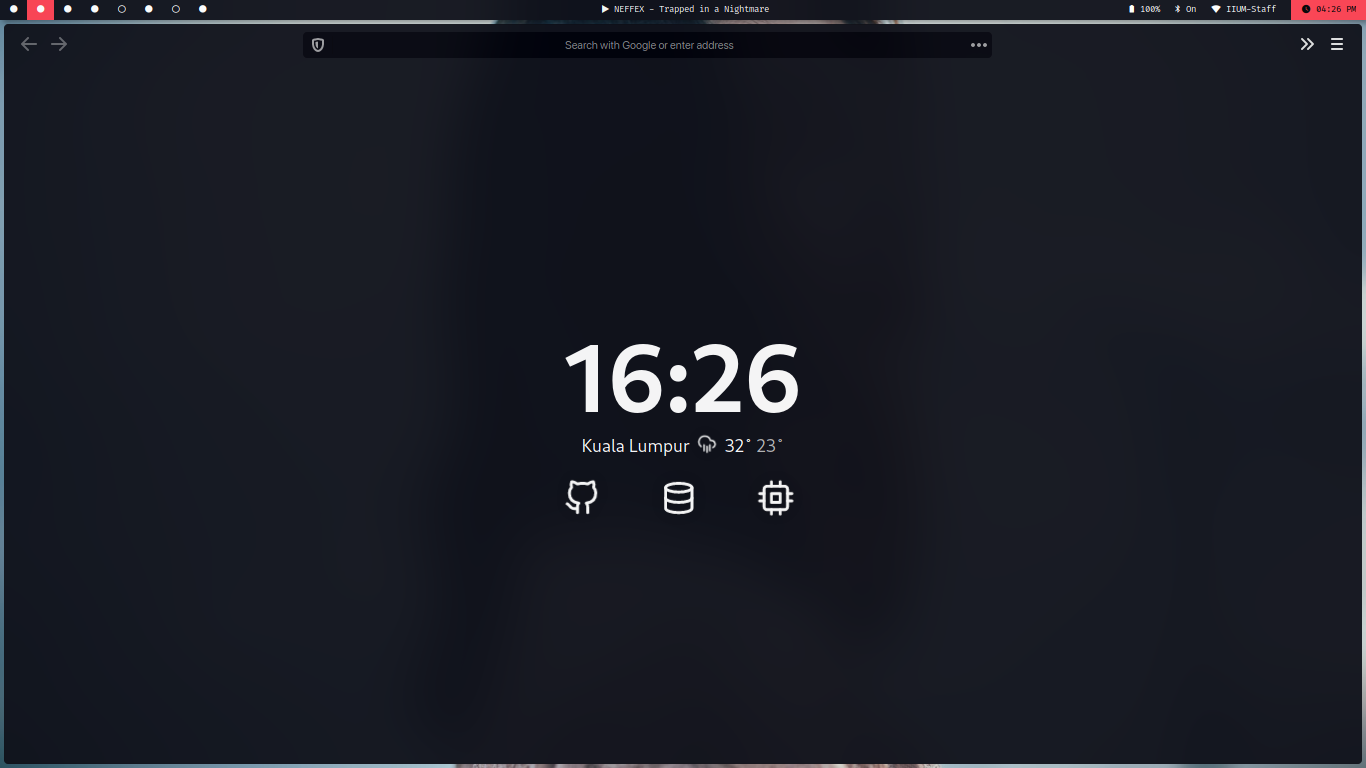 NEFFEX – Trapped in a Nightmare
100% On IIUM-Staff 04:26 PM
Search with Google or enter address
16:26
Kuala Lumpur 32° 23°